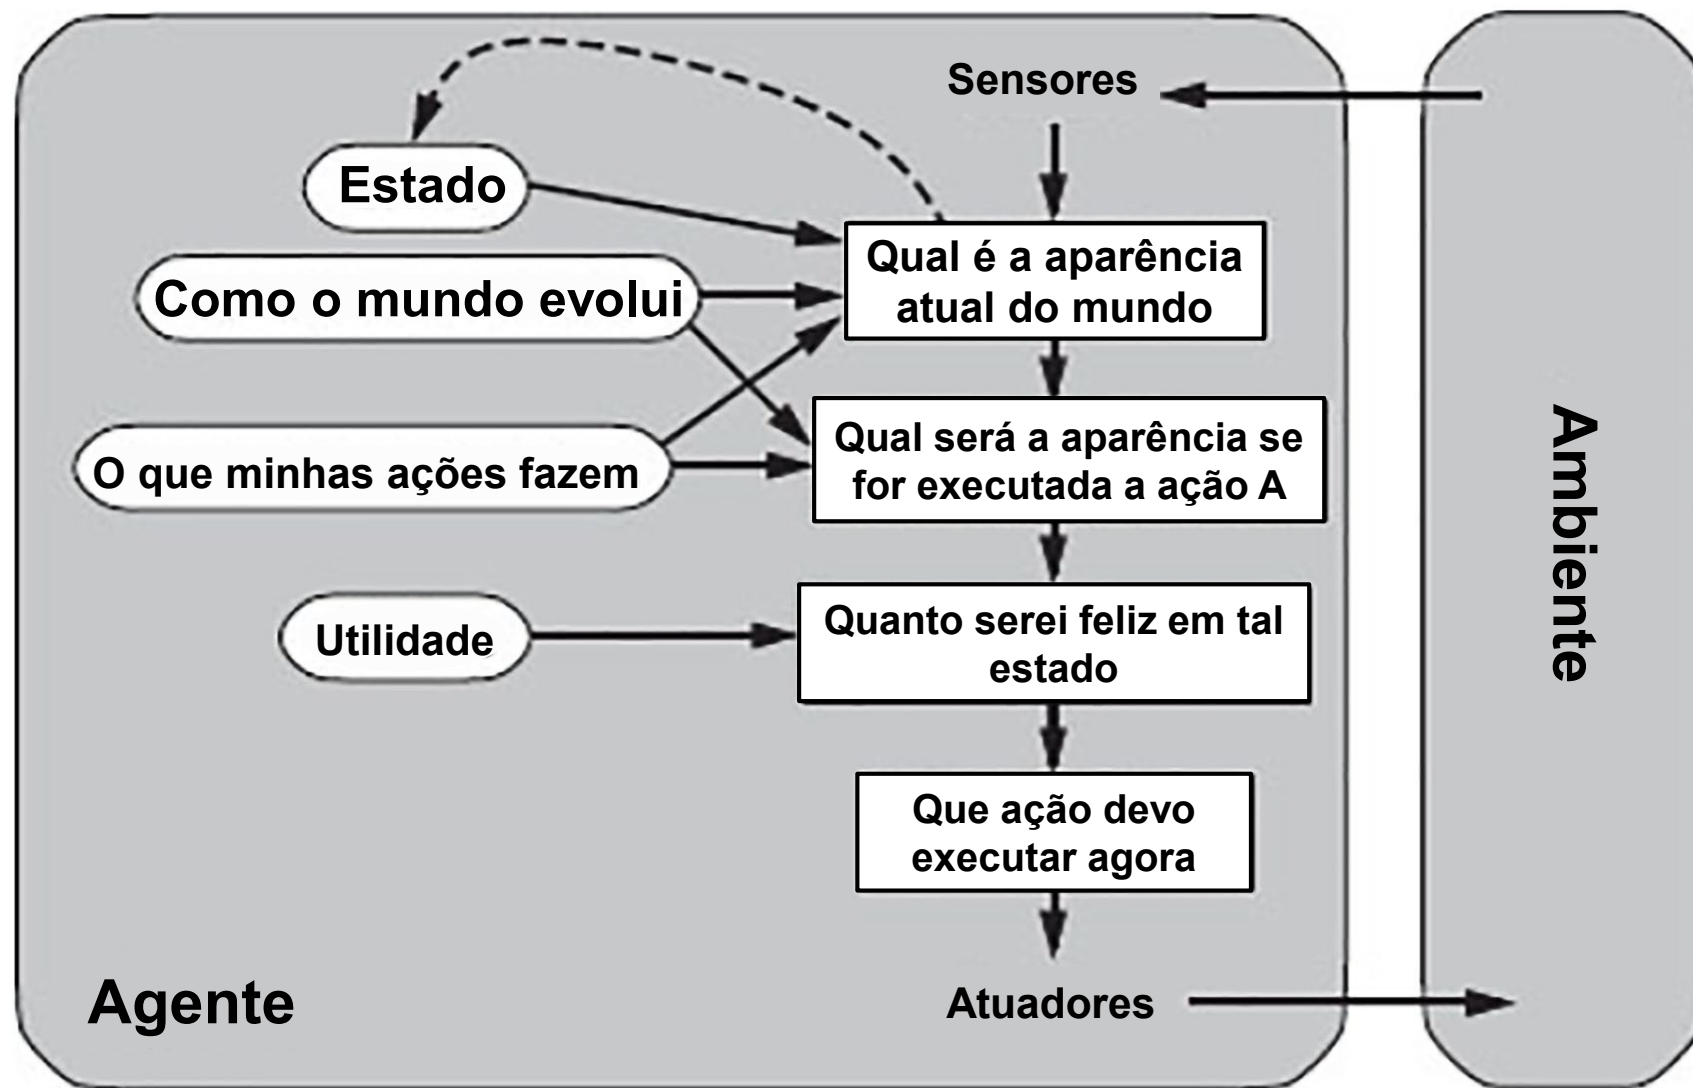 Sensores
Estado
Qual é a aparência
atual do mundo
Como o mundo evolui
Qual será a aparência se
for executada a ação A
O que minhas ações fazem
Quanto serei feliz em tal
estado
Utilidade
Que ação devo
executar agora
Agente
Atuadores
Ambiente